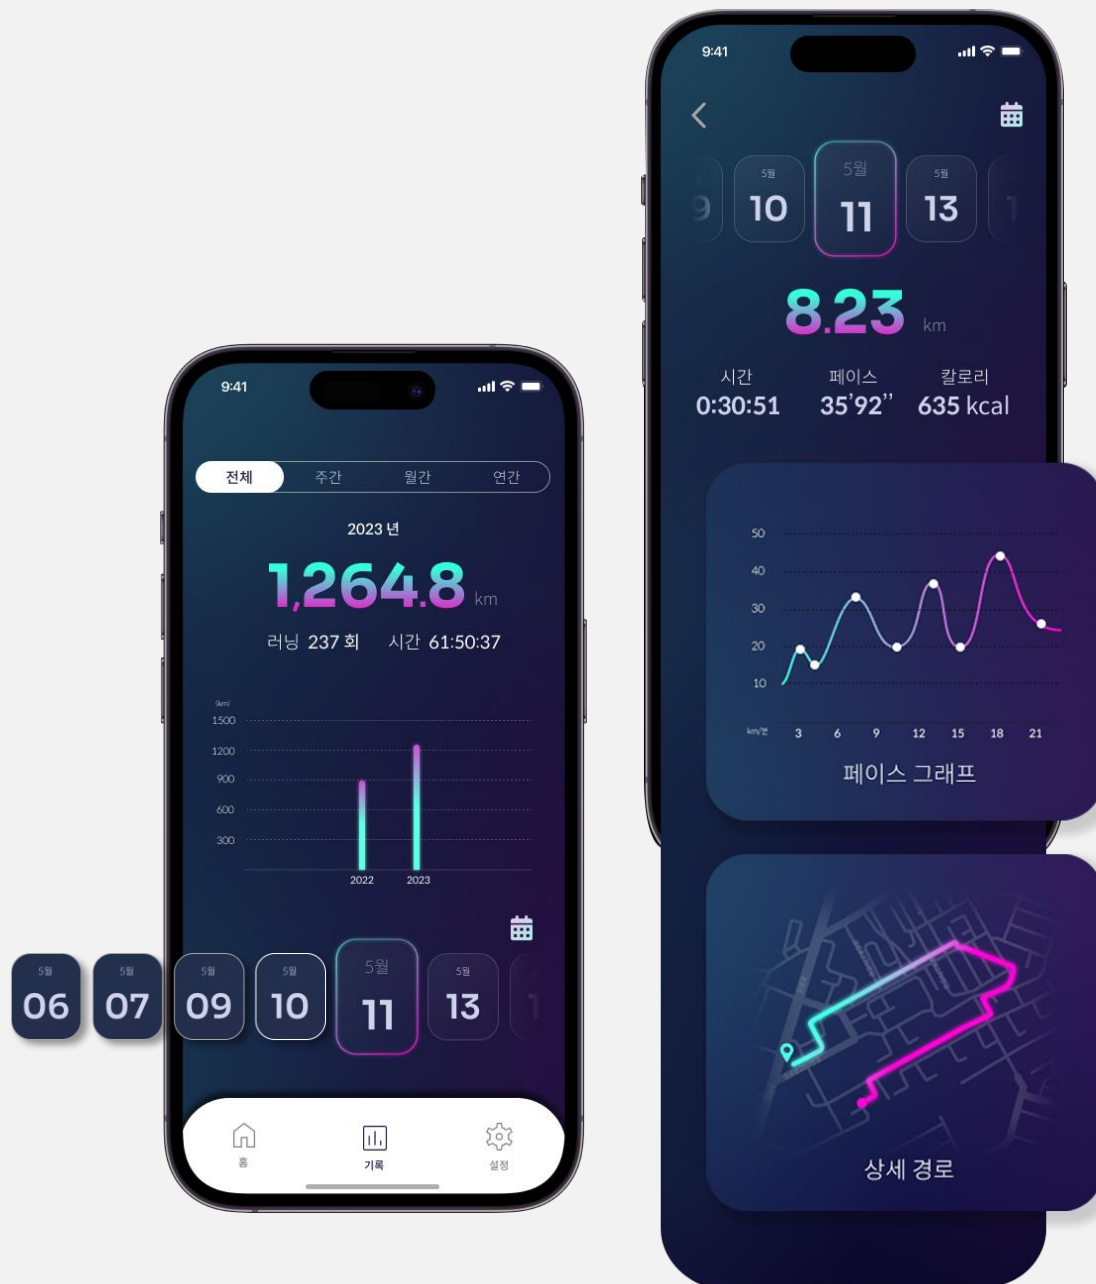 9:41
전체 주간 월간 연간
2023 년
1,264.8 km
러닝 237 회 시간 61:50:37
(km)
1500
1200
900
600
300
2022 2023
5월 5월 5월 5월 5월 5월
06 07 09 10 11 13 1
홈 기록 설정
9:41
5월 5월 5월
9 10 11 13 1
8.23 km
시간 페이스 칼로리
0:30:51 35’92’’ 635 kcal
50
40
30
20
10
km/분 3 6 9 12 15 18 21
페이스 그래프
상세 경로